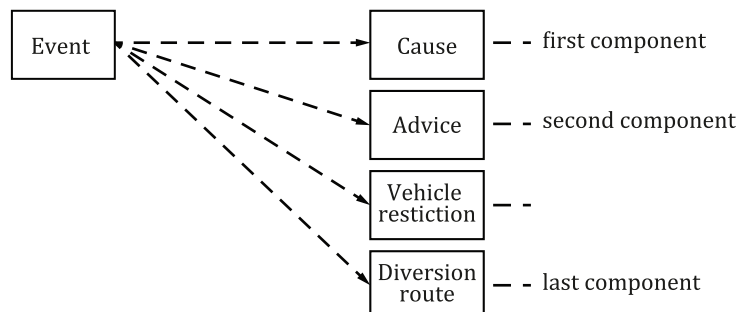 Event
Cause
first component
Advice
second component
Vehicle
restiction
Diversion
route
last component